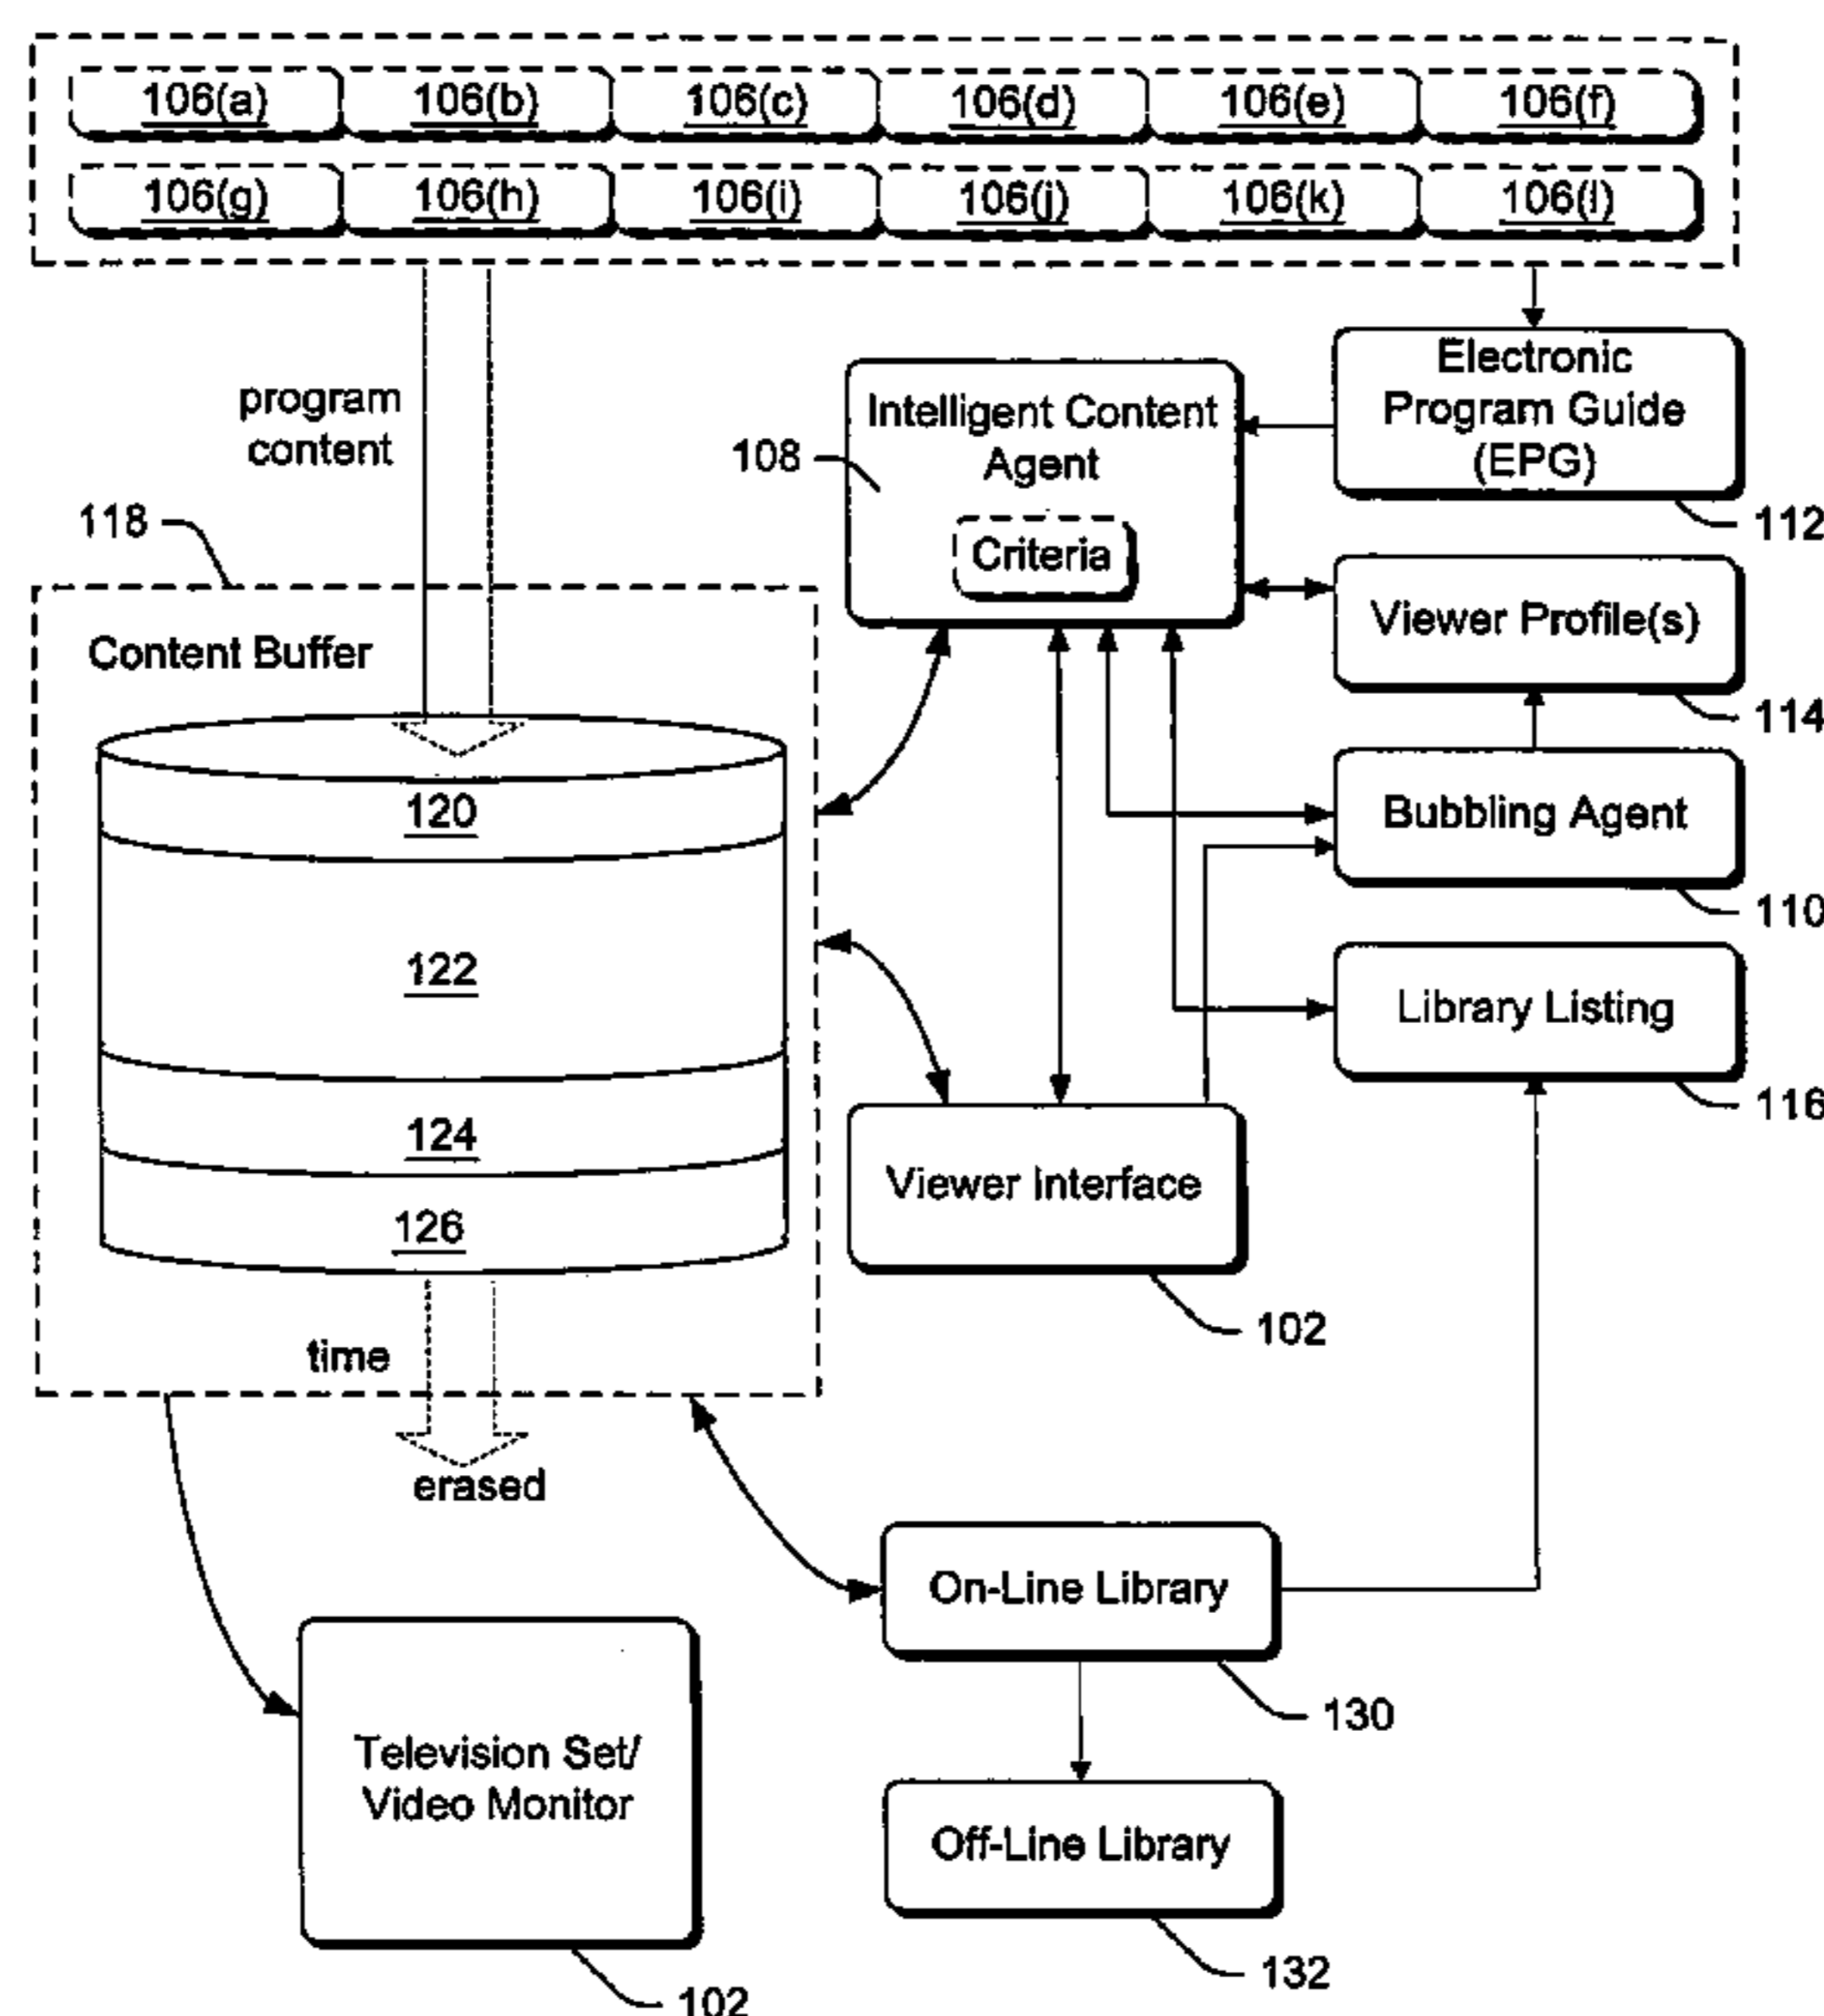 106(a) 106(b) 106(c) 106(d) 106(e) 106(f)
106(g) 106(h) 106(i) 106(j) 106(k) 106(l)
program
content
Electronic
Program Guide
(EPG)
112
Intelligent Content
Agent
Criteria
108
118
Viewer Profile(s)
114
Content Buffer
120
122
124
126
Bubbling Agent
110
Library Listing
116
Viewer Interface
102
time
erased
On-Line Library
130
Television Set/
Video Monitor
102
Off-Line Library
132